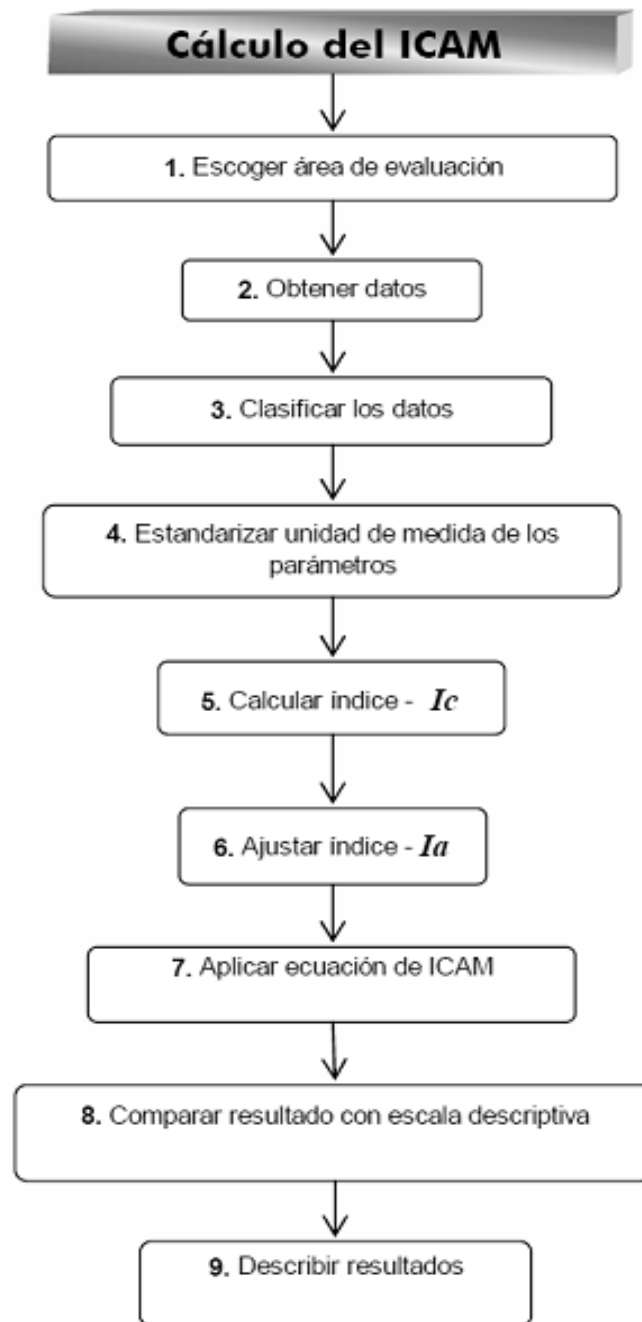 Cálculo del ICAM
1. Escoger área de evaluación
2. Obtener datos
3. Clasificar los datos
4. Estandarizar unidad de medida de los
parámetros
5. Calcular índice - Ic
6. Ajustar índice - Ia
7. Aplicar ecuación de ICAM
8. Comparar resultado con escala descriptiva
9. Describir resultados